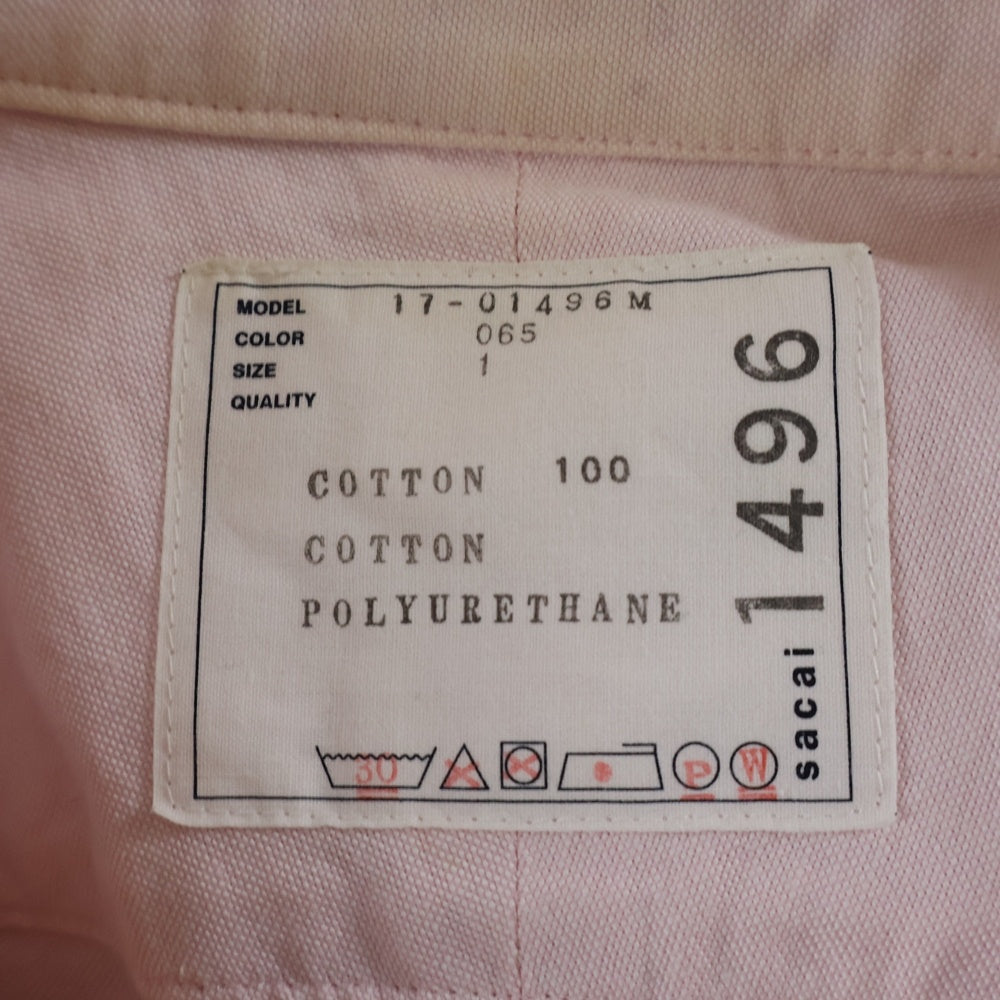 MODEL 17-01496M
COLOR 065
SIZE 1
QUALITY
COTTON 100
COTTON
POLYURETHANE
30
P
W
sacai 1496